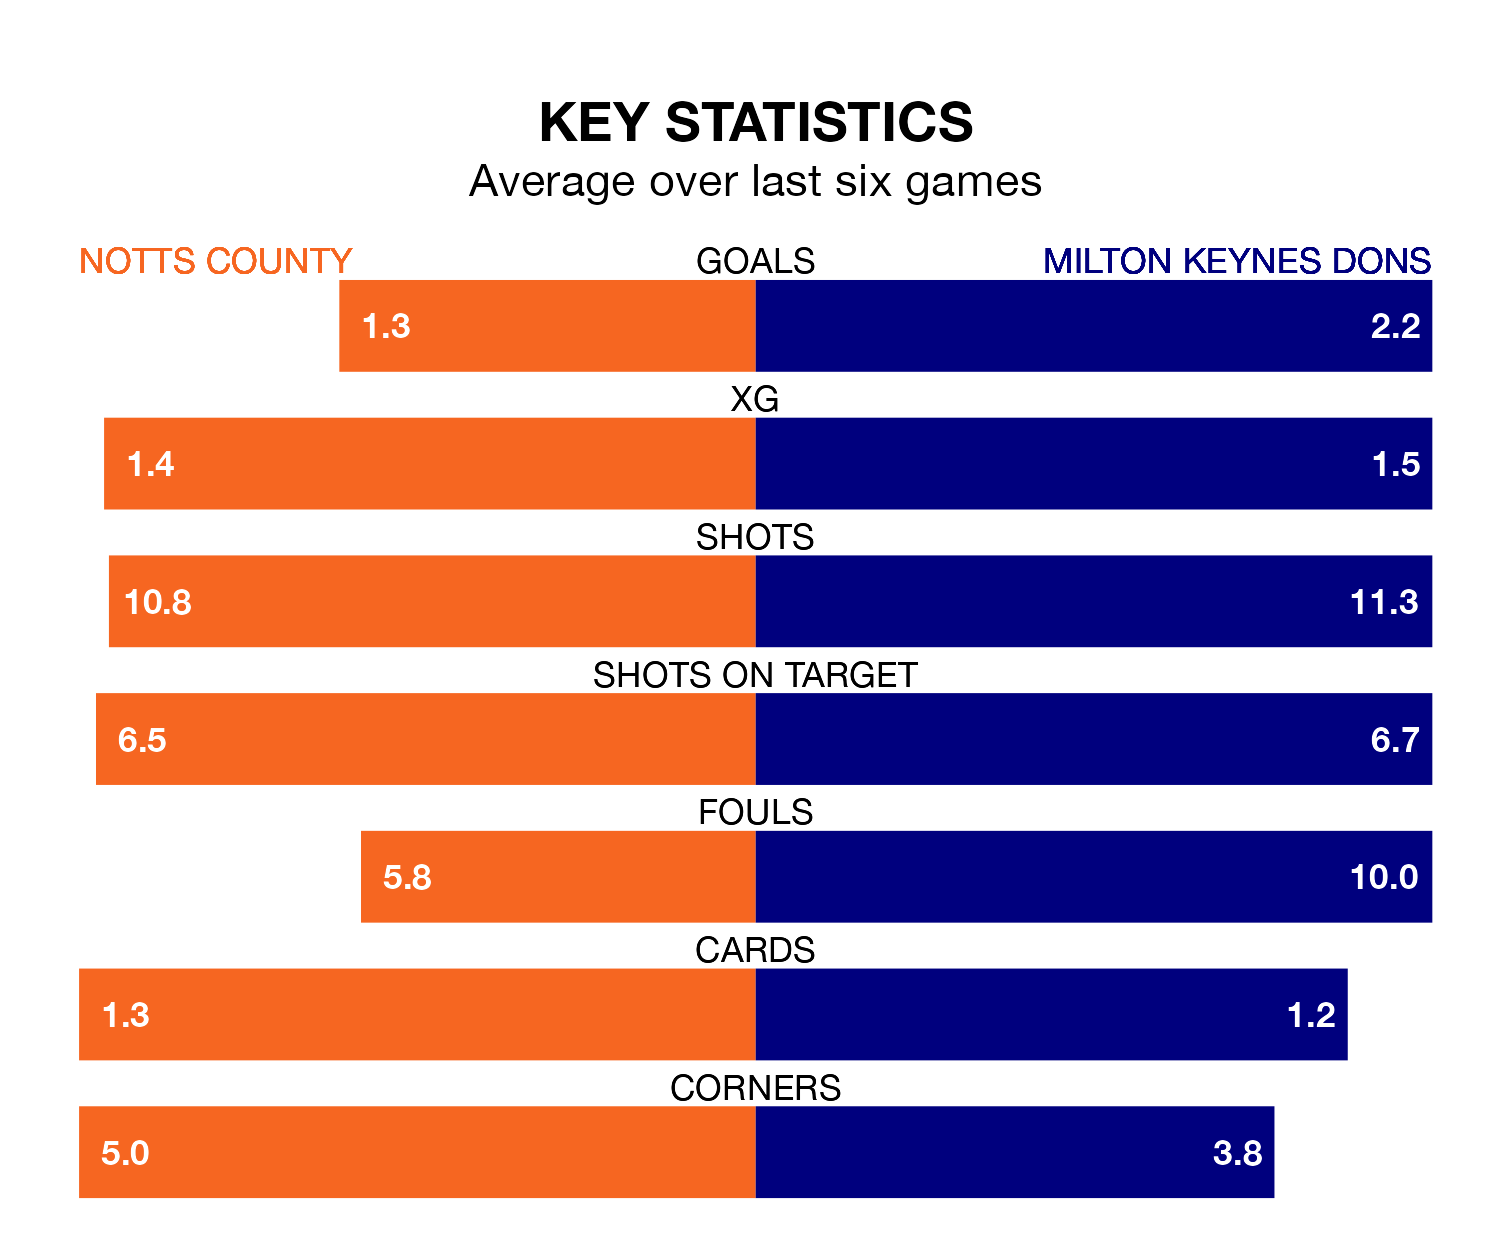 KEY STATISTICS
Average over last six games
NOTTS COUNTY GOALS MILTON KEYNES DONS
1.3 2.2
XG
1.4 1.5
SHOTS
10.8 11.3
SHOTS ON TARGET
6.5 6.7
FOULS
5.8 10.0
CARDS
1.3 1.2
CORNERS
5.0 3.8